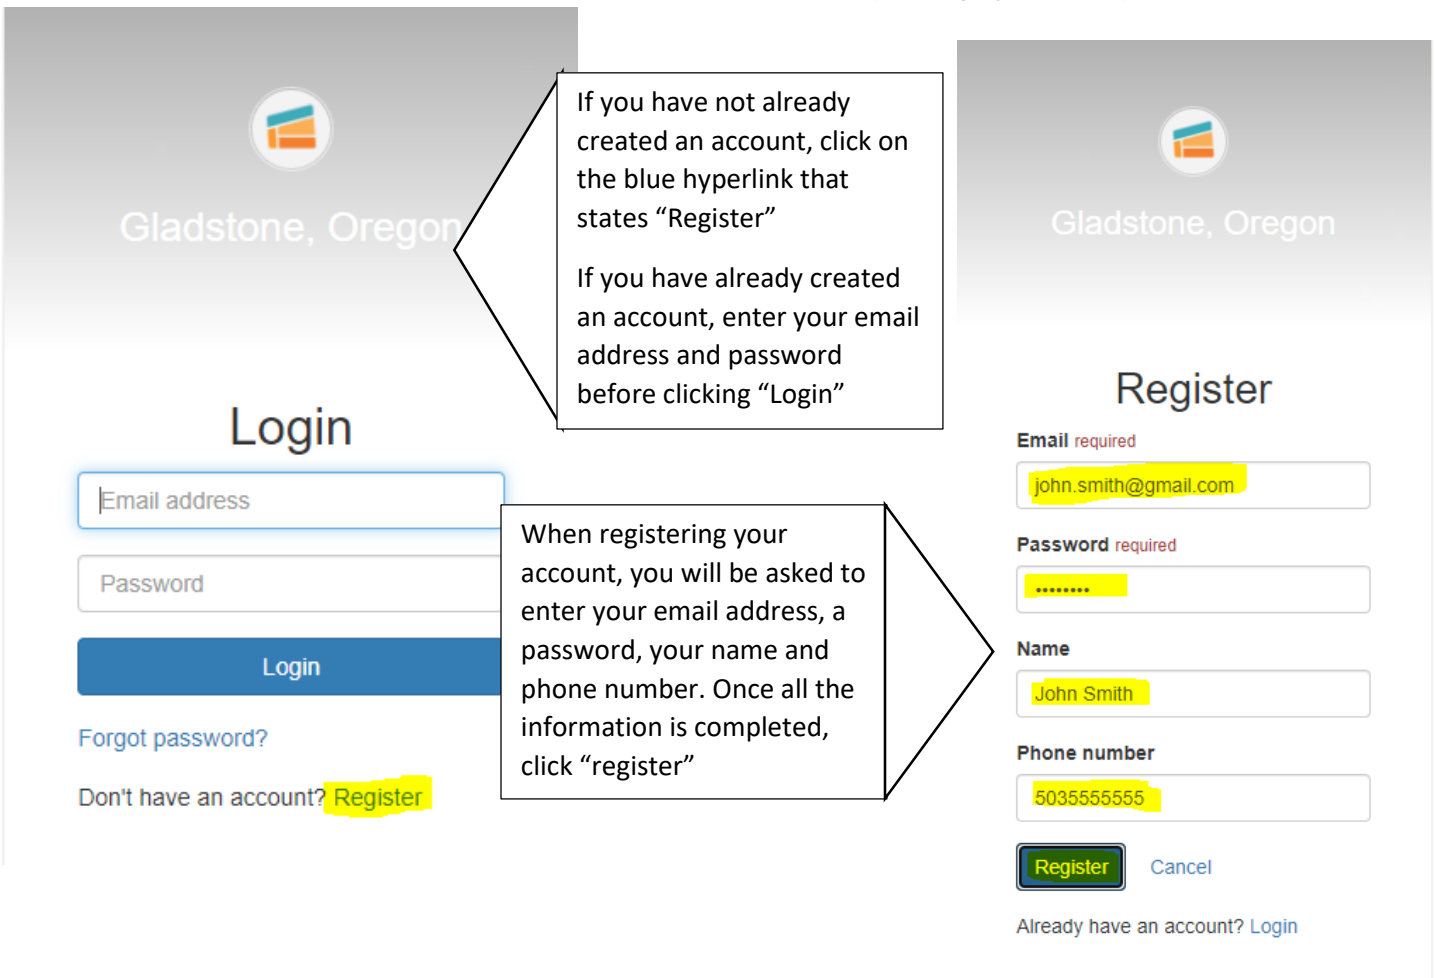 Gladstone, Oregon
Login
Email address
Password
Login
Forgot password?
Don't have an account? Register
If you have not already
created an account, click on
the blue hyperlink that
states “Register”
If you have already created
an account, enter your email
address and password
before clicking “Login”
When registering your
account, you will be asked to
enter your email address, a
password, your name and
phone number. Once all the
information is completed,
click “register”
Gladstone, Oregon
Register
Email required
john.smith@gmail.com
Password required
••••••••
Name
John Smith
Phone number
5035555555
Register Cancel
Already have an account? Login